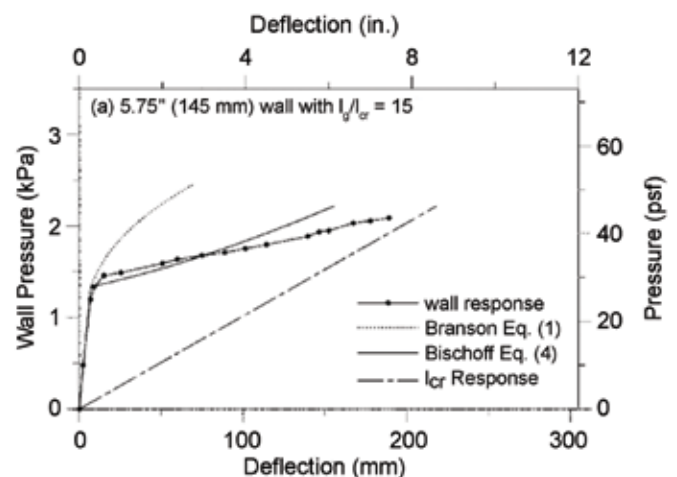 Deflection (in.)
0 4 8 12
(a) 5.75" (145 mm) wall with Ig/Icr = 15
Wall Pressure (kPa)
3
2
1
0
60
40
20
0
Pressure (psf)
wall response
Branson Eq. (1)
Bischoff Eq. (4)
Icr Response
0 100 200 300
Deflection (mm)